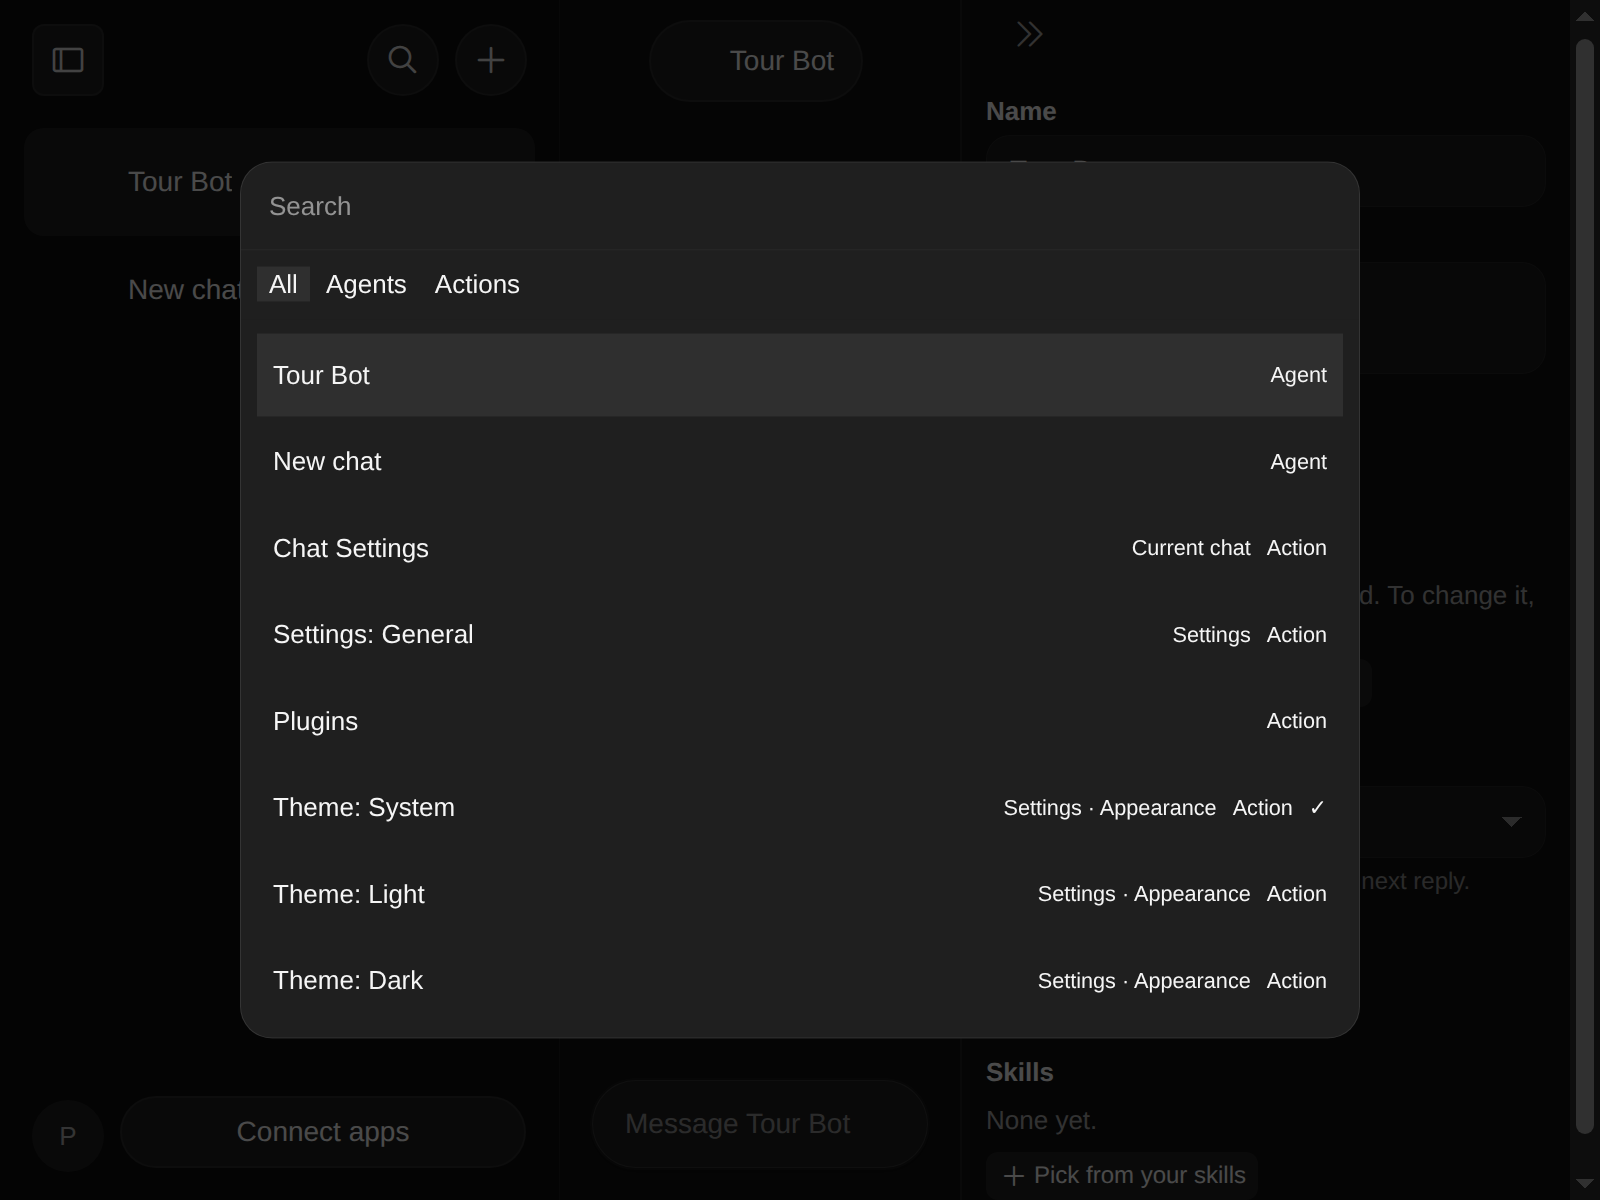 Tour Bot
Name
Tour Bot
New chat
Search
All Agents Actions
Tour Bot Agent
New chat Agent
Chat Settings Current chat Action
Settings: General Settings Action
Plugins Action
Theme: System Settings · Appearance Action ✓
Theme: Light Settings · Appearance Action
Theme: Dark Settings · Appearance Action
d. To change it,
next reply.
Skills
None yet.
Pick from your skills
Message Tour Bot
P
Connect apps